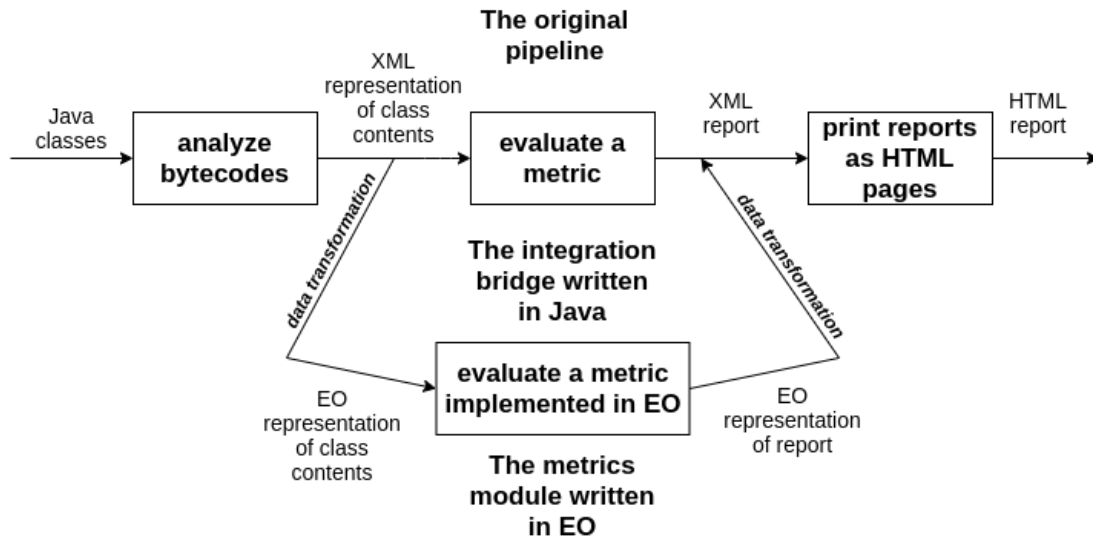 The original
pipeline
XML
representation
of class
contents
Java
classes
analyze
bytecodes
evaluate a
metric
XML
report
print reports
as HTML
pages
HTML
report
data transformation
data transformation
The integration
bridge written
in Java
evaluate a metric
implemented in EO
EO
representation
of class
contents
EO
representation
of report
The metrics
module written
in EO